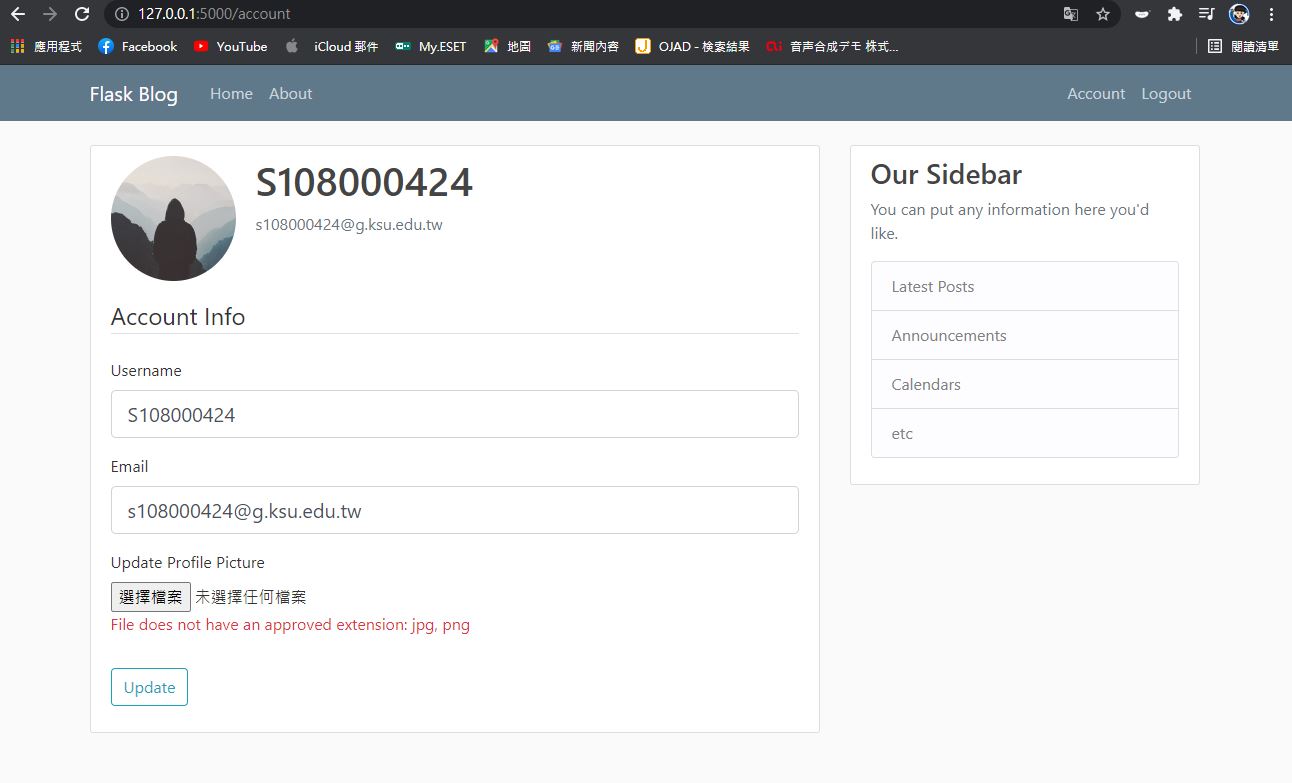 127.0.0.1:5000/account
應用程式 Facebook YouTube iCloud 郵件 My.ESET 地圖 新聞內容 OJAD - 検索結果 音声合成デモ 株式... 閱讀清單
Flask Blog Home About Account Logout
S108000424
s108000424@g.ksu.edu.tw
Account Info
Username
S108000424
Email
s108000424@g.ksu.edu.tw
Update Profile Picture
選擇檔案 未選擇任何檔案
File does not have an approved extension: jpg, png
Update
Our Sidebar
You can put any information here you'd
like.
Latest Posts
Announcements
Calendars
etc